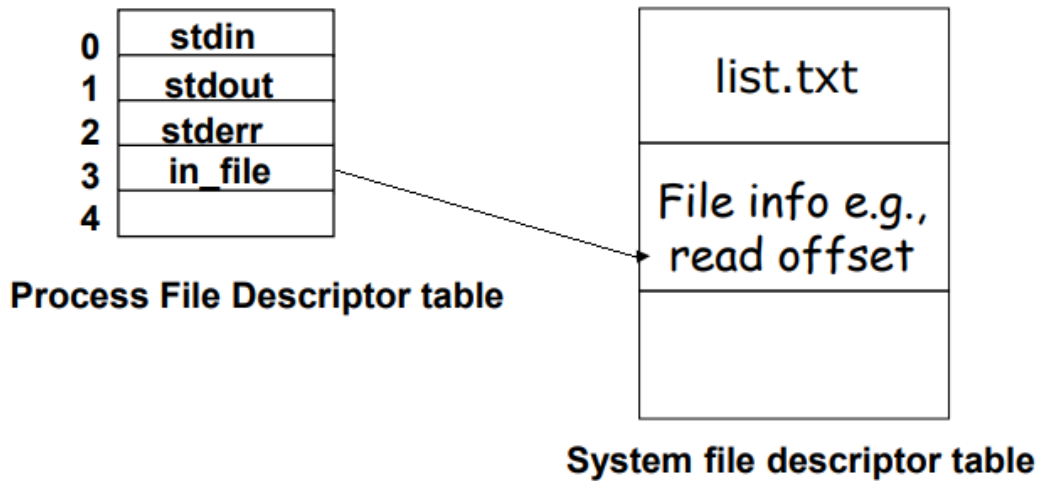 0 stdin
1 stdout
2 stderr
3 in_file
4
Process File Descriptor table
list.txt
File info e.g.,
read offset
System file descriptor table